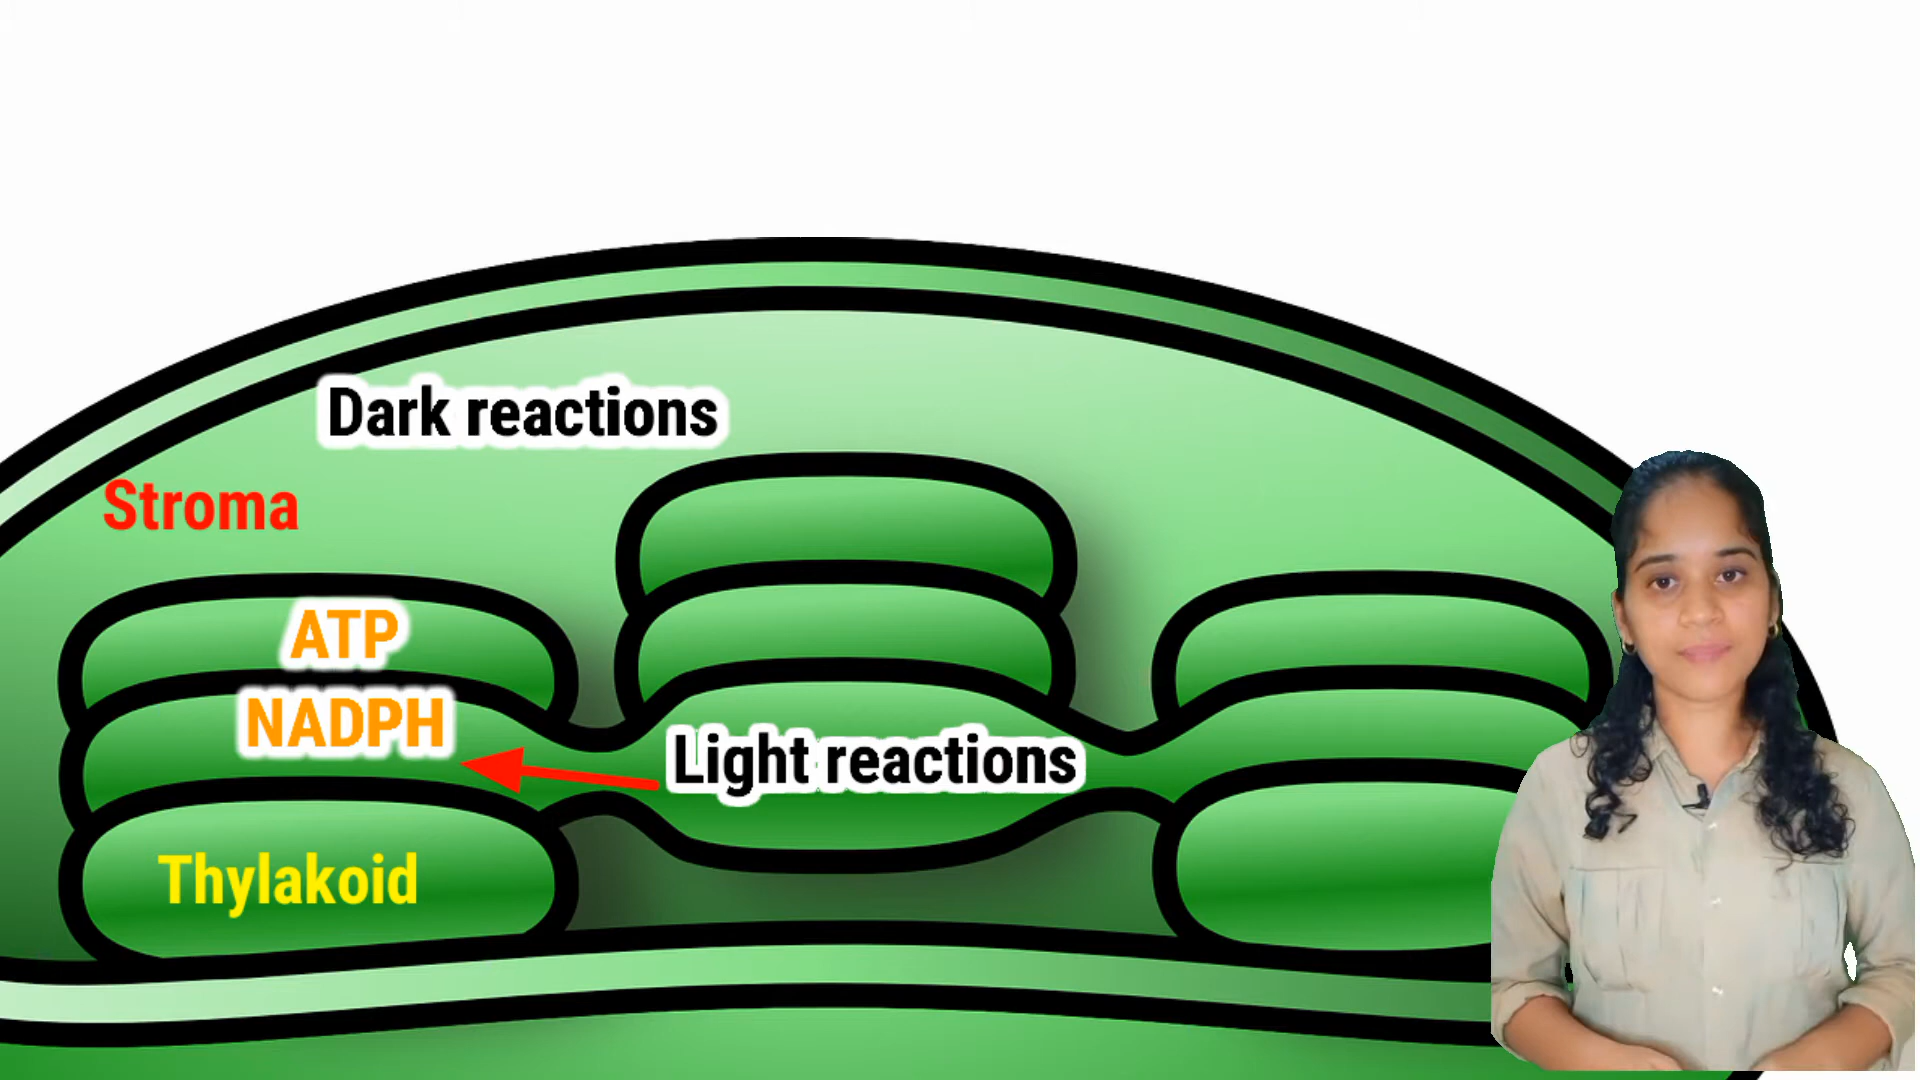 Dark reactions
Stroma
ATP
NADPH
Light reactions
Thylakoid